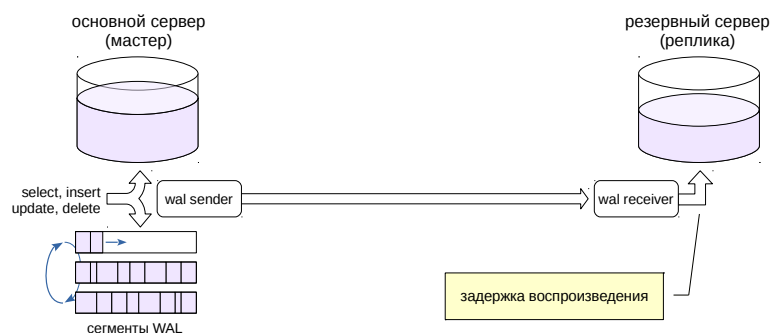 основной сервер
(мастер)
резервный сервер
(реплика)
select, insert
update, delete
wal sender
wal receiver
задержка воспроизведения
сегменты WAL